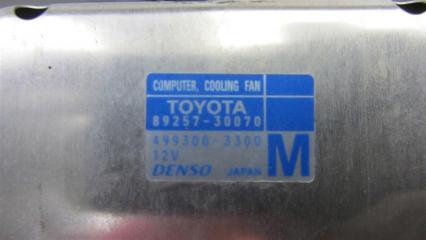 COMPUTER, COOLING FAN
TOYOTA
89257-30070
499300-3300
12V
DENSO JAPAN M